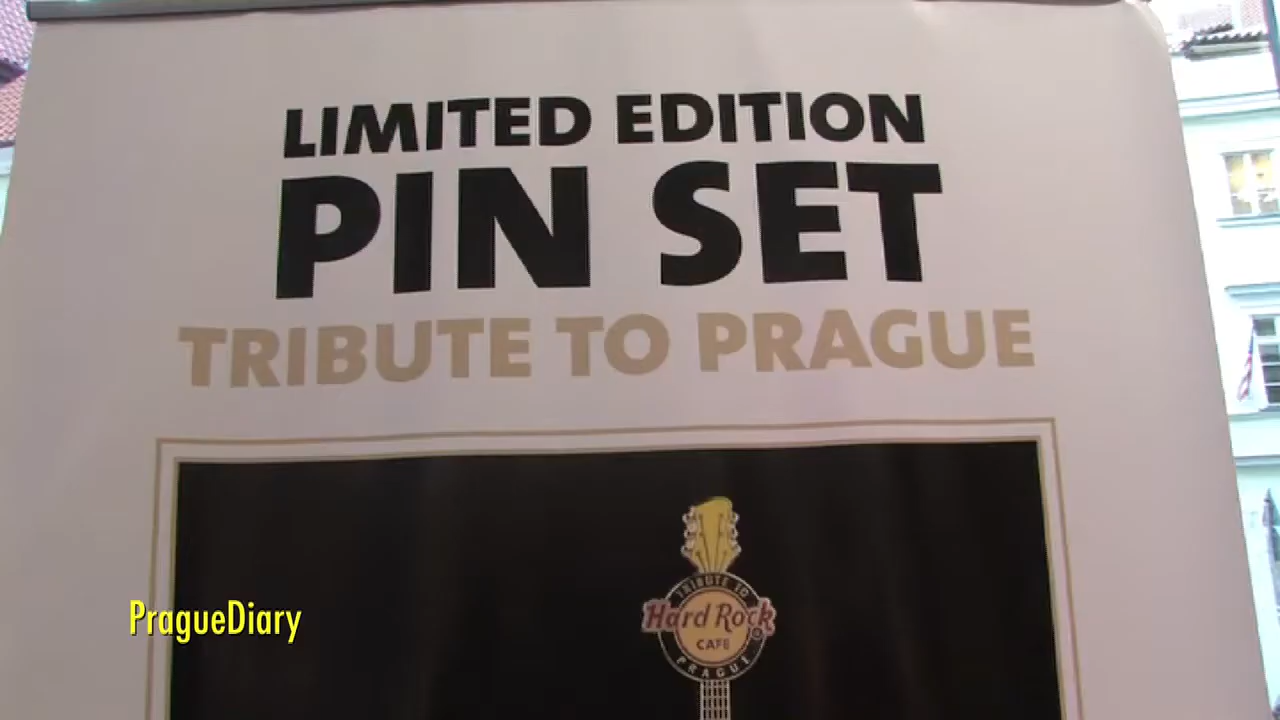 LIMITED EDITION
PIN SET
TRIBUTE TO PRAGUE
TRIBUTE TO
Hard Rock
CAFE
®
PRAGUE
PragueDiary